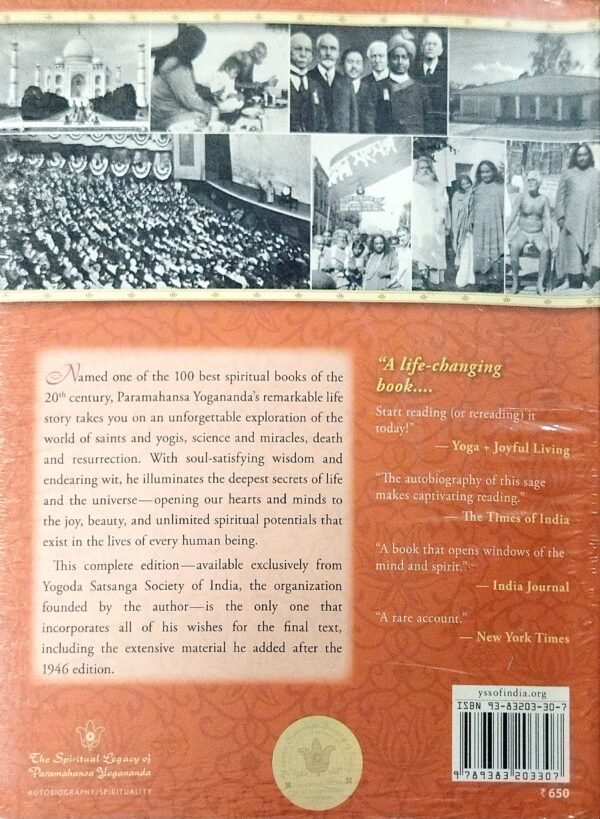 Named one of the 100 best spiritual books of the
20th century, Paramahansa Yogananda's remarkable life
story takes you on an unforgettable exploration of the
world of saints and yogis, science and miracles, death
and resurrection. With soul-satisfying wisdom and
endearing wit, he illuminates the deepest secrets of life
and the universe—opening our hearts and minds to
the joy, beauty, and unlimited spiritual potentials that
exist in the lives of every human being.
This complete edition—available exclusively from
Yogoda Satsanga Society of India, the organization
founded by the author—is the only one that
incorporates all of his wishes for the final text,
including the extensive material he added after the
1946 edition.
"A life-changing
book....
Start reading (or rereading) it
today!"
— Yoga + Joyful Living
"The autobiography of this sage
makes captivating reading."
— The Times of India
"A book that opens windows of the
mind and spirit."
— India Journal
"A rare account."
— New York Times
The Spiritual Legacy of
Paramahansa Yogananda
AUTOBIOGRAPHY/SPIRITUALITY
yssofindia.org
ISBN 93-83203-30-7
9 789383 203307
₹ 650